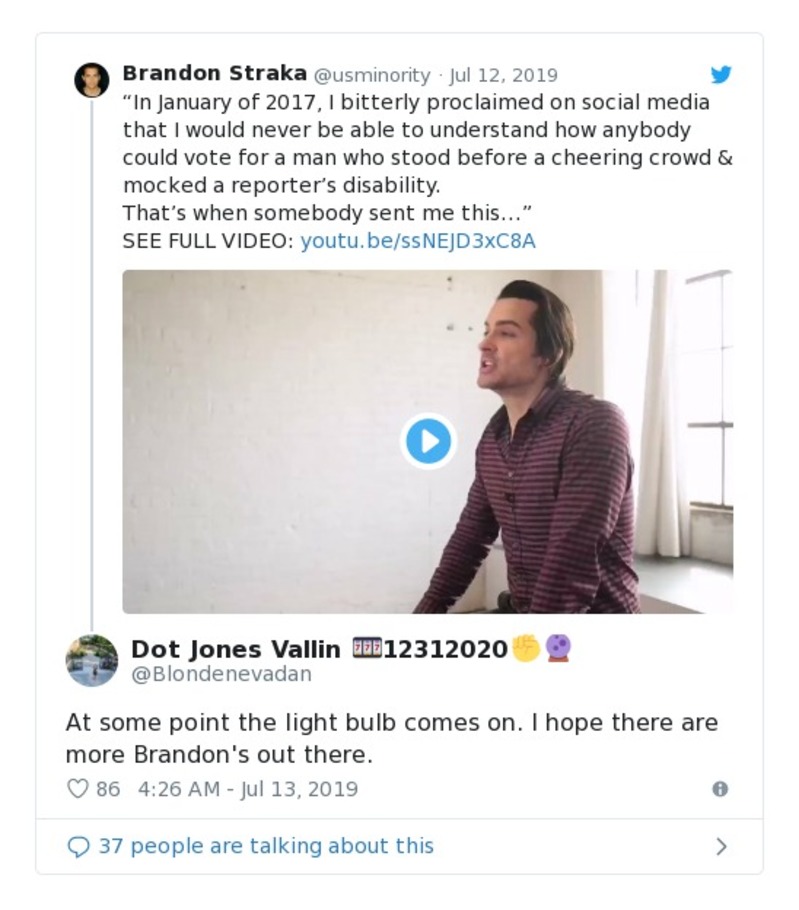 Brandon Straka @usminority · Jul 12, 2019
“In January of 2017, I bitterly proclaimed on social media
that I would never be able to understand how anybody
could vote for a man who stood before a cheering crowd &
mocked a reporter’s disability.
That’s when somebody sent me this…”
SEE FULL VIDEO: youtu.be/ssNEJD3xC8A
Dot Jones Vallin 🎰12312020✊🔮
@Blondenevadan
At some point the light bulb comes on. I hope there are
more Brandon's out there.
86 4:26 AM - Jul 13, 2019
37 people are talking about this